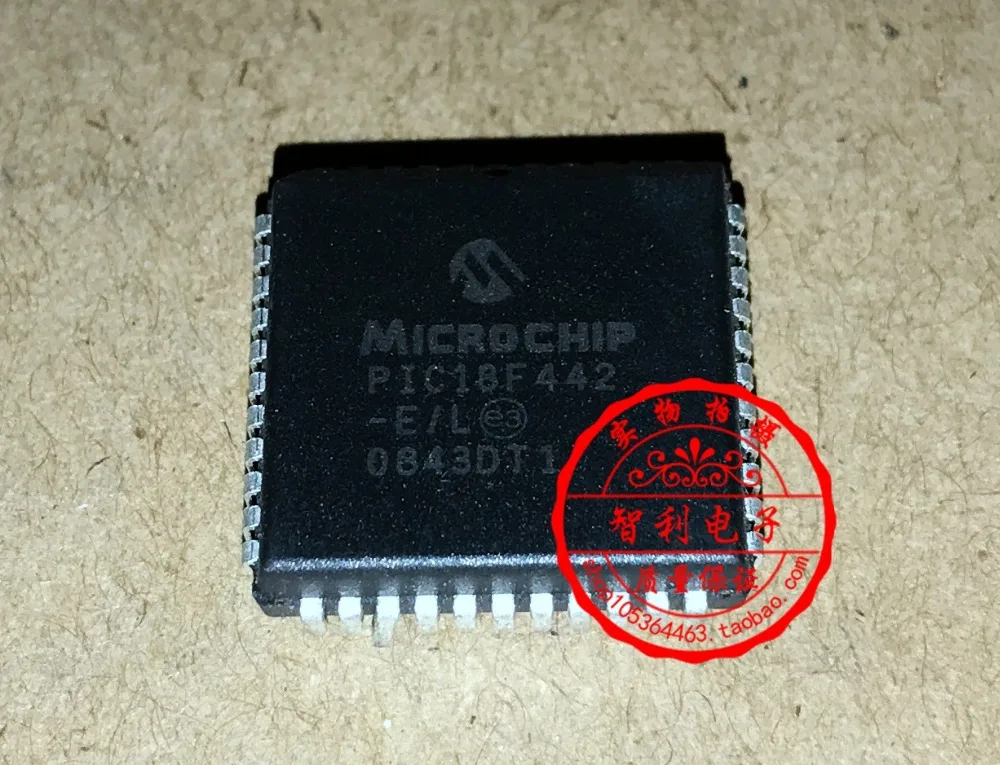 MICROCHIP
PIC18F442
-E/L e3
0843DT1
实物拍摄
智利电子
质量保证
105364463.taobao.com